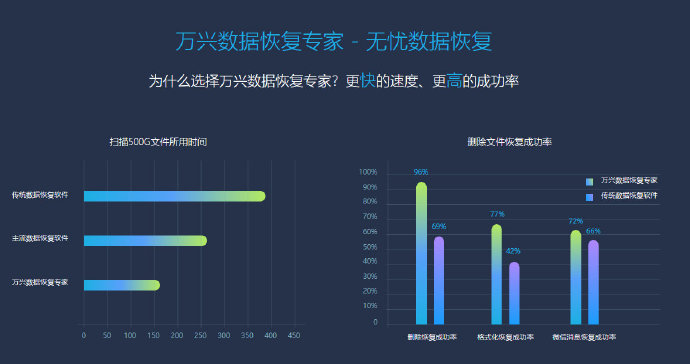 万兴数据恢复专家 - 无忧数据恢复
为什么选择万兴数据恢复专家？更快的速度、更高的成功率
扫描500G文件所用时间
传统数据恢复软件
主流数据恢复软件
万兴数据恢复专家
0 50 100 150 200 250 300 350 400 450
删除文件恢复成功率
100%
90%
80%
70%
60%
50%
40%
30%
20%
10%
0
96%
69%
77%
42%
72%
66%
万兴数据恢复专家
传统数据恢复软件
删除恢复成功率 格式化恢复成功率 微信消息恢复成功率